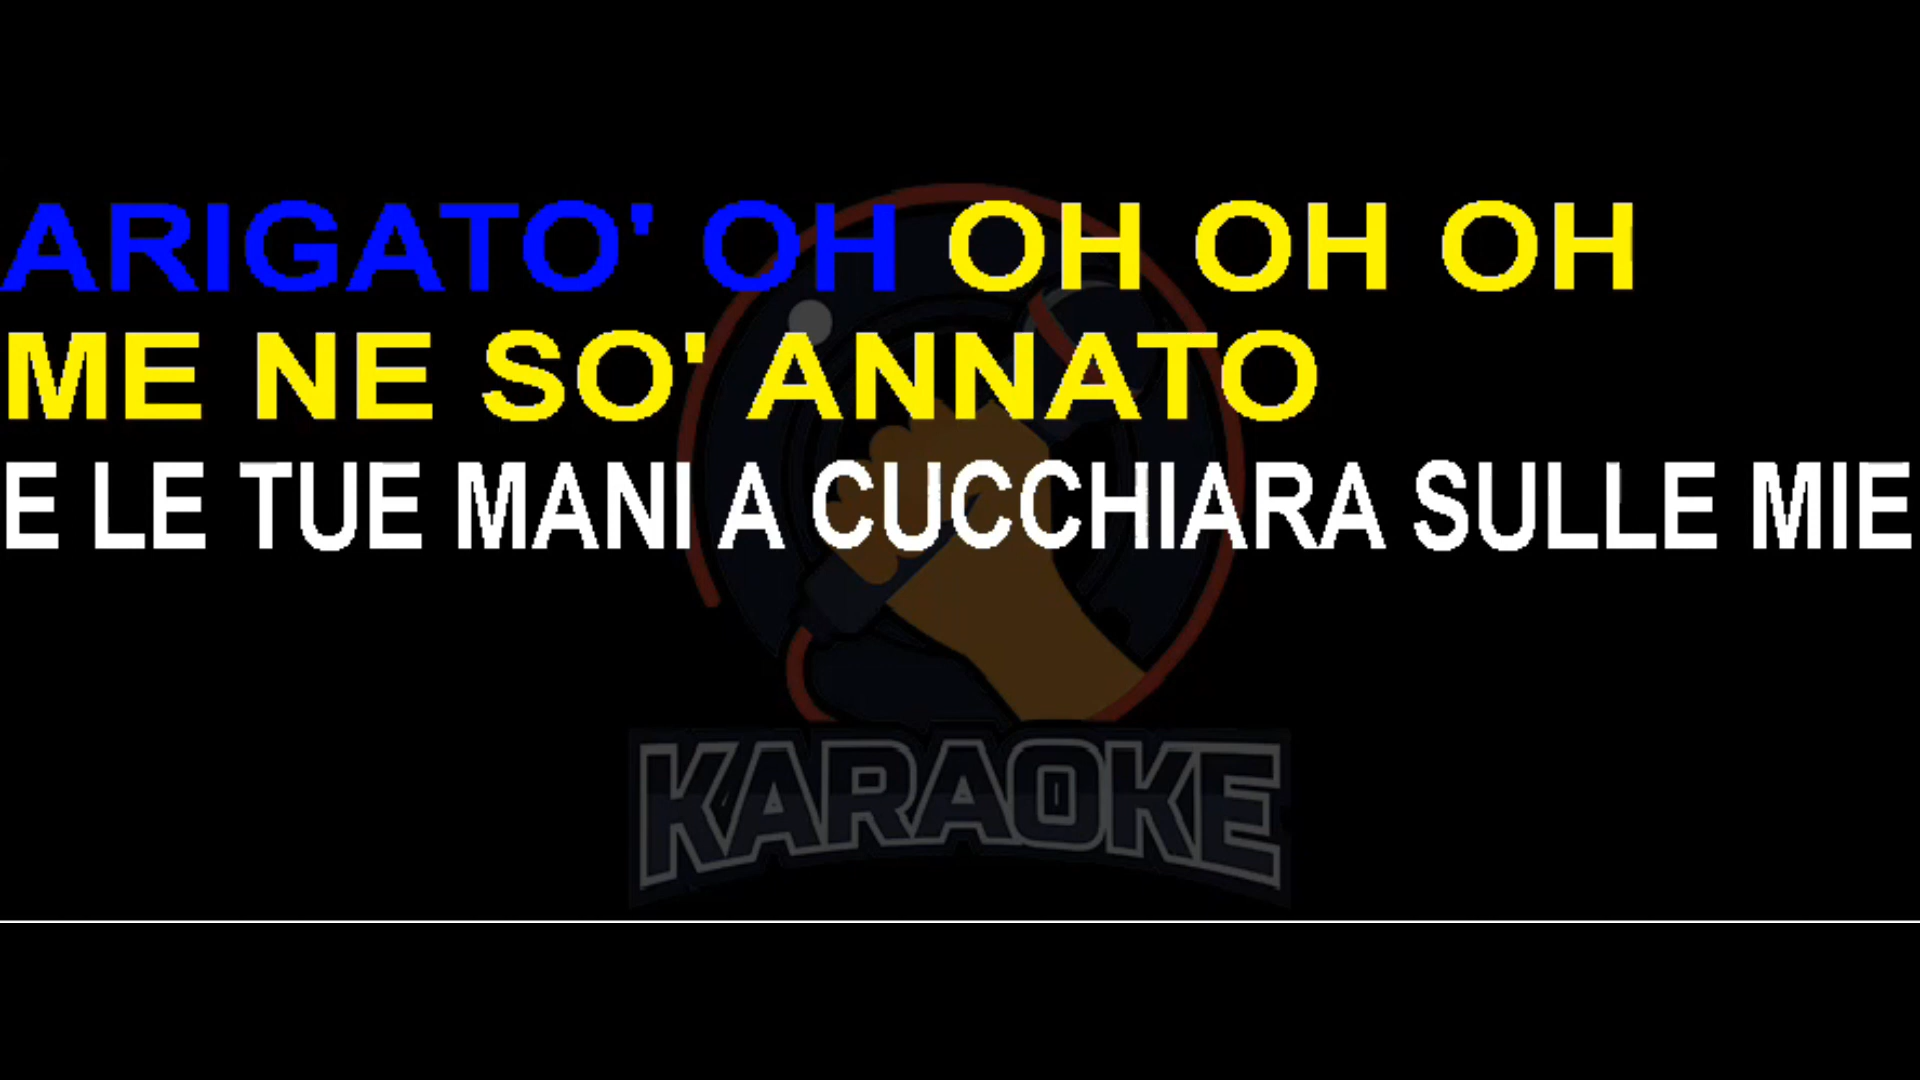 ARIGATO' OH OH OH OH
ME NE SO' ANNATO
E LE TUE MANI A CUCCHIARA SULLE MIE
KARAOKE